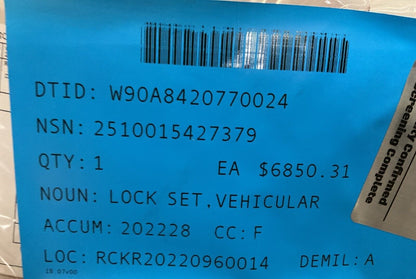 DTID: W90A8420770024
NSN: 2510015427379
QTY: 1 EA $6850.31
NOUN: LOCK SET,VEHICULAR
ACCUM: 202228 CC: F
LOC: RCKR20220960014 DEMIL: A
Confirmed
Screening Complete